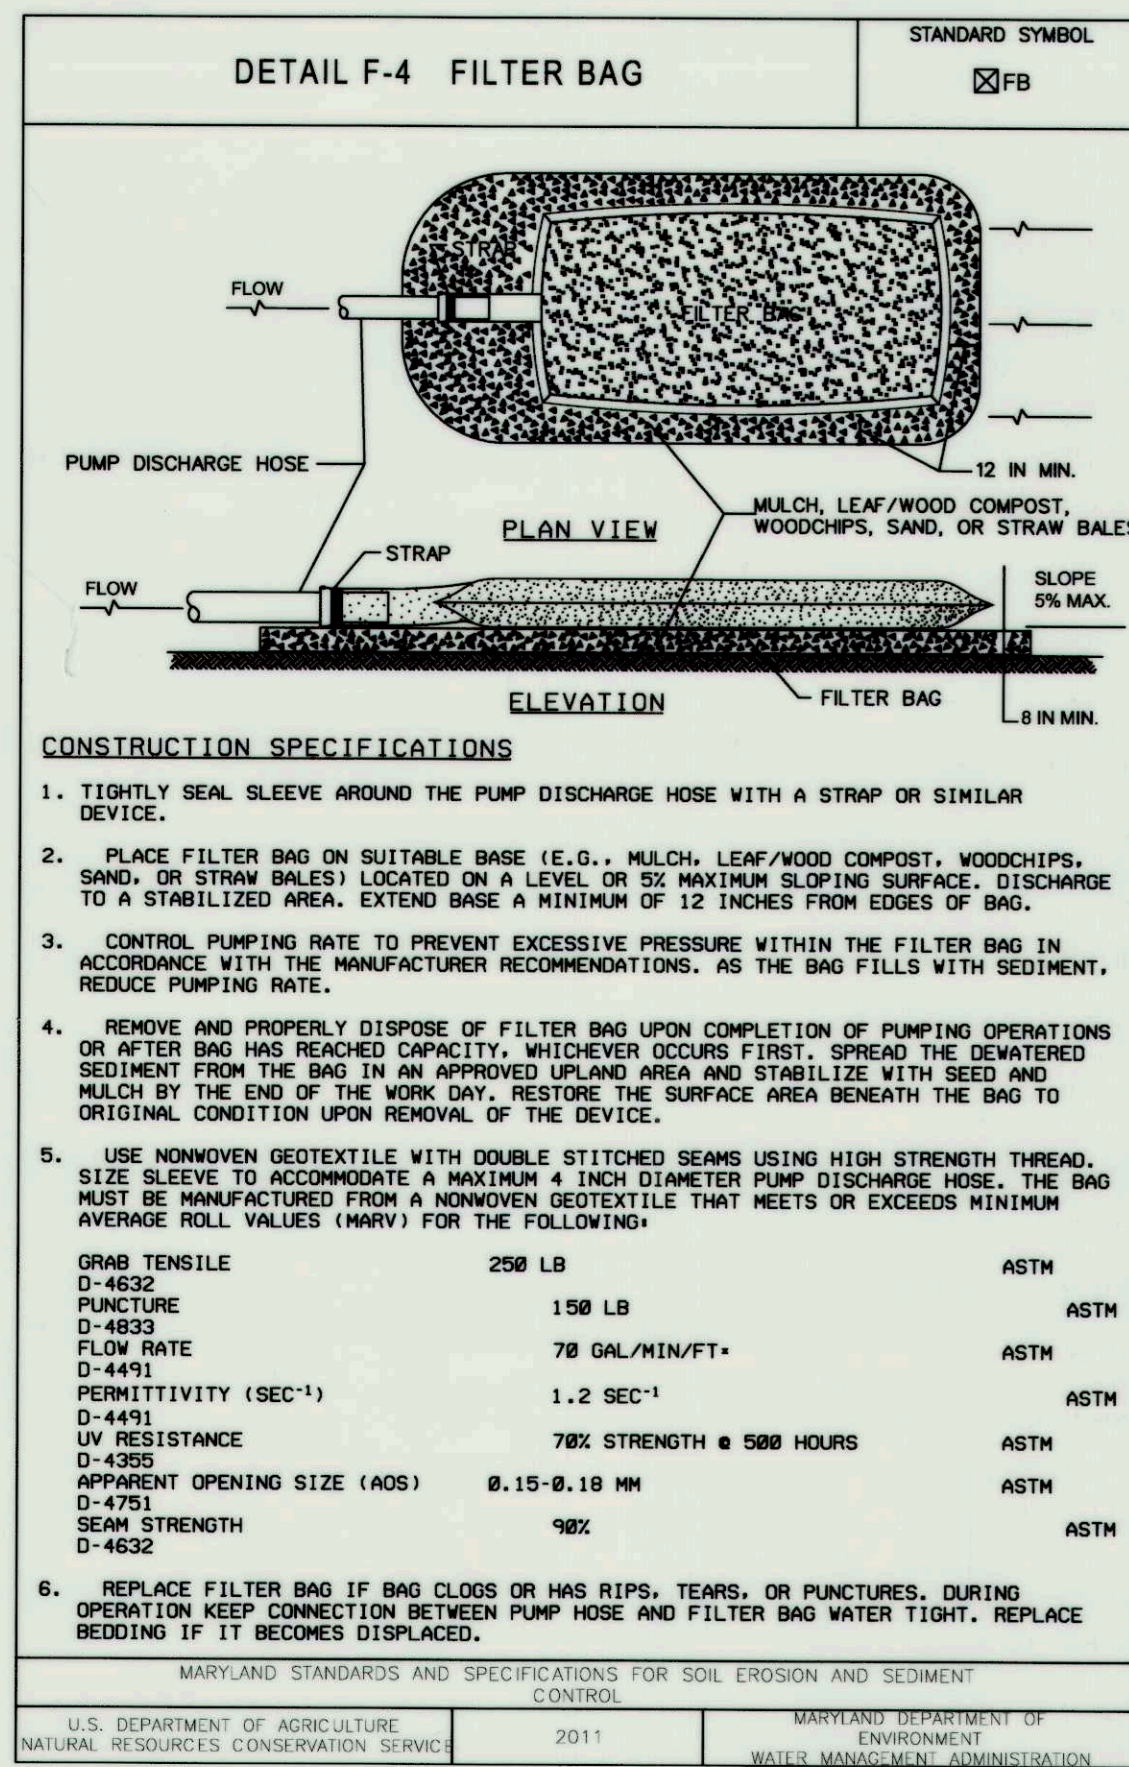 DETAIL F-4 FILTER BAG
STANDARD SYMBOL
☒FB
STRAP
FLOW
FILTER BAG
PUMP DISCHARGE HOSE
12 IN MIN.
PLAN VIEW
MULCH, LEAF/WOOD COMPOST,
WOODCHIPS, SAND, OR STRAW BALES
STRAP
FLOW
SLOPE
5% MAX.
ELEVATION
FILTER BAG
8 IN MIN.
CONSTRUCTION SPECIFICATIONS
1. TIGHTLY SEAL SLEEVE AROUND THE PUMP DISCHARGE HOSE WITH A STRAP OR SIMILAR
DEVICE.
2. PLACE FILTER BAG ON SUITABLE BASE (E.G., MULCH, LEAF/WOOD COMPOST, WOODCHIPS,
SAND, OR STRAW BALES) LOCATED ON A LEVEL OR 5% MAXIMUM SLOPING SURFACE. DISCHARGE
TO A STABILIZED AREA. EXTEND BASE A MINIMUM OF 12 INCHES FROM EDGES OF BAG.
3. CONTROL PUMPING RATE TO PREVENT EXCESSIVE PRESSURE WITHIN THE FILTER BAG IN
ACCORDANCE WITH THE MANUFACTURER RECOMMENDATIONS. AS THE BAG FILLS WITH SEDIMENT,
REDUCE PUMPING RATE.
4. REMOVE AND PROPERLY DISPOSE OF FILTER BAG UPON COMPLETION OF PUMPING OPERATIONS
OR AFTER BAG HAS REACHED CAPACITY, WHICHEVER OCCURS FIRST. SPREAD THE DEWATERED
SEDIMENT FROM THE BAG IN AN APPROVED UPLAND AREA AND STABILIZE WITH SEED AND
MULCH BY THE END OF THE WORK DAY. RESTORE THE SURFACE AREA BENEATH THE BAG TO
ORIGINAL CONDITION UPON REMOVAL OF THE DEVICE.
5. USE NONWOVEN GEOTEXTILE WITH DOUBLE STITCHED SEAMS USING HIGH STRENGTH THREAD.
SIZE SLEEVE TO ACCOMMODATE A MAXIMUM 4 INCH DIAMETER PUMP DISCHARGE HOSE. THE BAG
MUST BE MANUFACTURED FROM A NONWOVEN GEOTEXTILE THAT MEETS OR EXCEEDS MINIMUM
AVERAGE ROLL VALUES (MARV) FOR THE FOLLOWING:
GRAB TENSILE 250 LB ASTM
D-4632
PUNCTURE 150 LB ASTM
D-4833
FLOW RATE 70 GAL/MIN/FT² ASTM
D-4491
PERMITTIVITY (SEC⁻¹) 1.2 SEC⁻¹ ASTM
D-4491
UV RESISTANCE 70% STRENGTH @ 500 HOURS ASTM
D-4355
APPARENT OPENING SIZE (AOS) 0.15-0.18 MM ASTM
D-4751
SEAM STRENGTH 90% ASTM
D-4632
6. REPLACE FILTER BAG IF BAG CLOGS OR HAS RIPS, TEARS, OR PUNCTURES. DURING
OPERATION KEEP CONNECTION BETWEEN PUMP HOSE AND FILTER BAG WATER TIGHT. REPLACE
BEDDING IF IT BECOMES DISPLACED.
MARYLAND STANDARDS AND SPECIFICATIONS FOR SOIL EROSION AND SEDIMENT
CONTROL
U.S. DEPARTMENT OF AGRICULTURE
NATURAL RESOURCES CONSERVATION SERVICE
2011
MARYLAND DEPARTMENT OF
ENVIRONMENT
WATER MANAGEMENT ADMINISTRATION